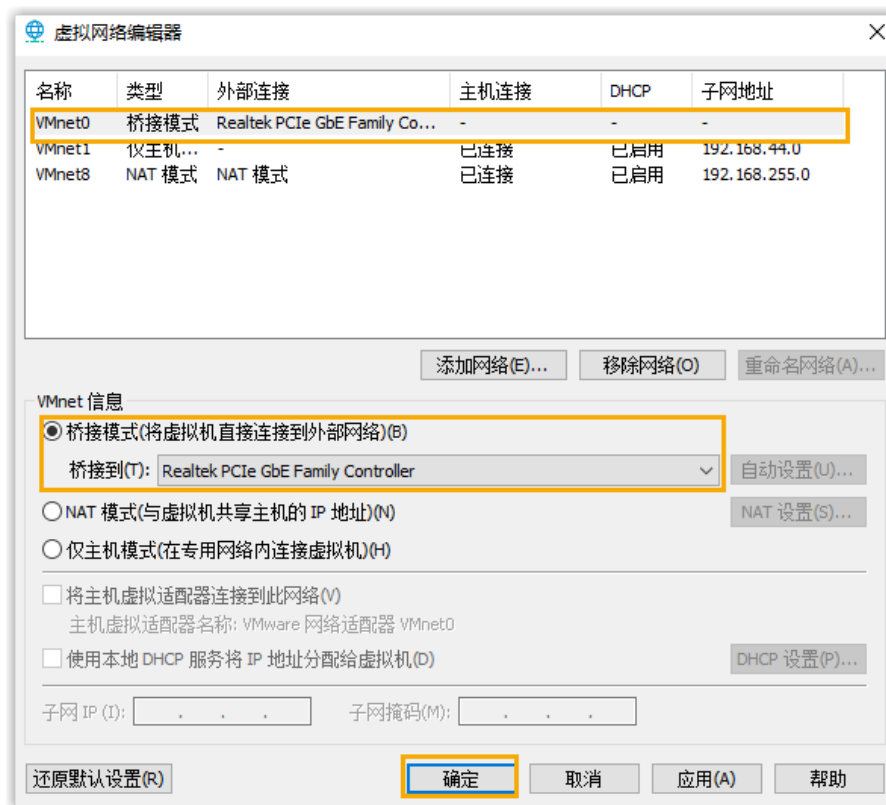 虚拟网络编辑器
名称 类型 外部连接 主机连接 DHCP 子网地址
VMnet0 桥接模式 Realtek PCIe GbE Family Co... - - -
VMnet1 仅主机... - 已连接 已启用 192.168.44.0
VMnet8 NAT 模式 NAT 模式 已连接 已启用 192.168.255.0
添加网络(E)... 移除网络(O) 重命名网络(A)...
VMnet 信息
桥接模式(将虚拟机直接连接到外部网络)(B)
桥接到(T): Realtek PCIe GbE Family Controller 自动设置(U)...
NAT 模式(与虚拟机共享主机的 IP 地址)(N) NAT 设置(S)...
仅主机模式(在专用网络内连接虚拟机)(H)
将主机虚拟适配器连接到此网络(V)
主机虚拟适配器名称: VMware 网络适配器 VMnet0
使用本地 DHCP 服务将 IP 地址分配给虚拟机(D) DHCP 设置(P)...
子网 IP (I): . . . 子网掩码(M): . . .
还原默认设置(R) 确定 取消 应用(A) 帮助